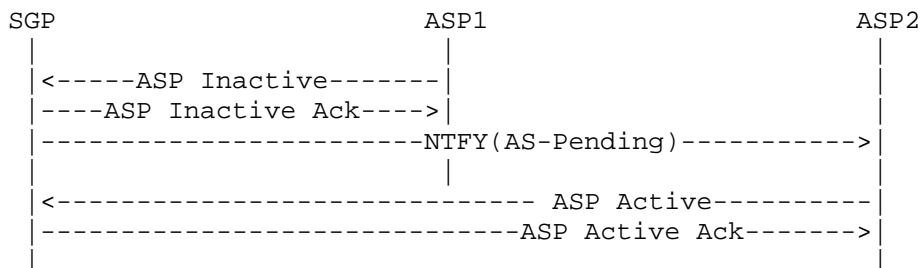 SGP ASP1 ASP2
| | |
|<-----ASP Inactive-------| |
|----ASP Inactive Ack---->| |
|------------------------NTFY(AS-Pending)----------->|
| | |
|<------------------------------ ASP Active----------|
|------------------------------ASP Active Ack------->|
| |